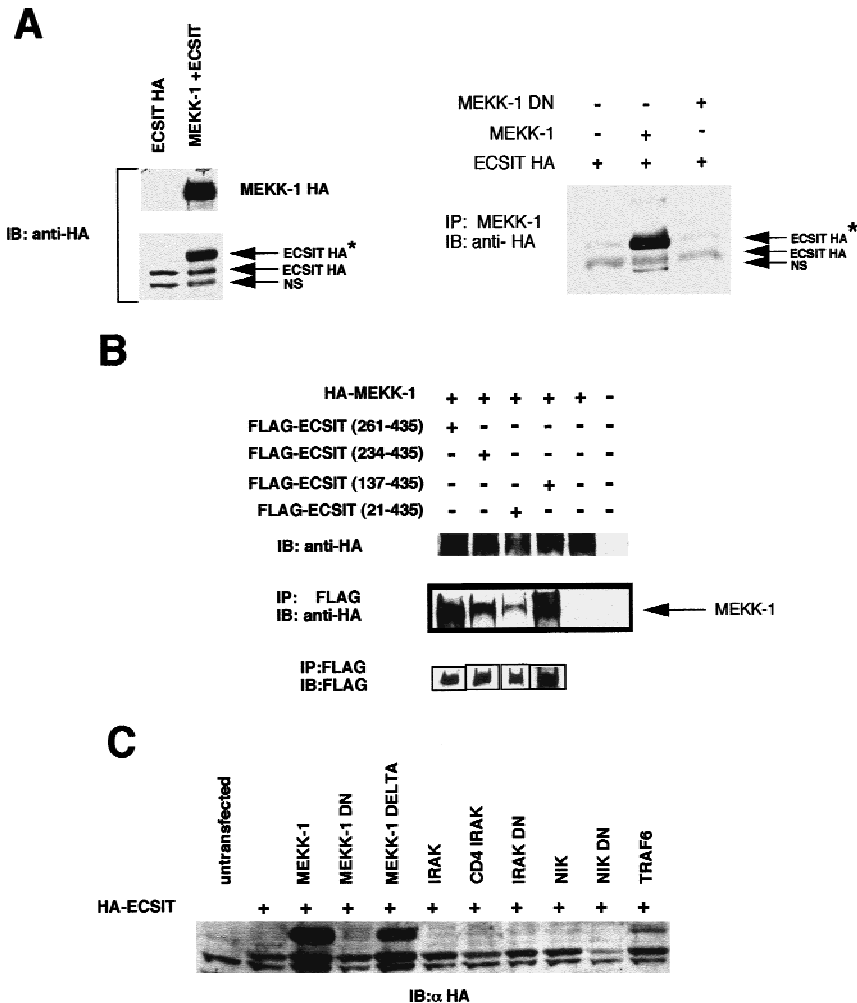 A
ECSIT HA
MEKK-1 +ECSIT
MEKK-1 HA
IB: anti-HA
ECSIT HA*
ECSIT HA
NS
MEKK-1 DN - - +
MEKK-1 - + -
ECSIT HA + + +
IP: MEKK-1
IB: anti- HA
ECSIT HA*
ECSIT HA
NS
B
HA-MEKK-1 + + + + + -
FLAG-ECSIT (261-435) + - - - - -
FLAG-ECSIT (234-435) - + - - - -
FLAG-ECSIT (137-435) - - - + - -
FLAG-ECSIT (21-435) - - + - - -
IB: anti-HA
IP: FLAG
IB: anti-HA
MEKK-1
IP:FLAG
IB:FLAG
C
untransfected
MEKK-1
MEKK-1 DN
MEKK-1 DELTA
IRAK
CD4 IRAK
IRAK DN
NIK
NIK DN
TRAF6
HA-ECSIT + + + + + + + + + +
IB:α HA